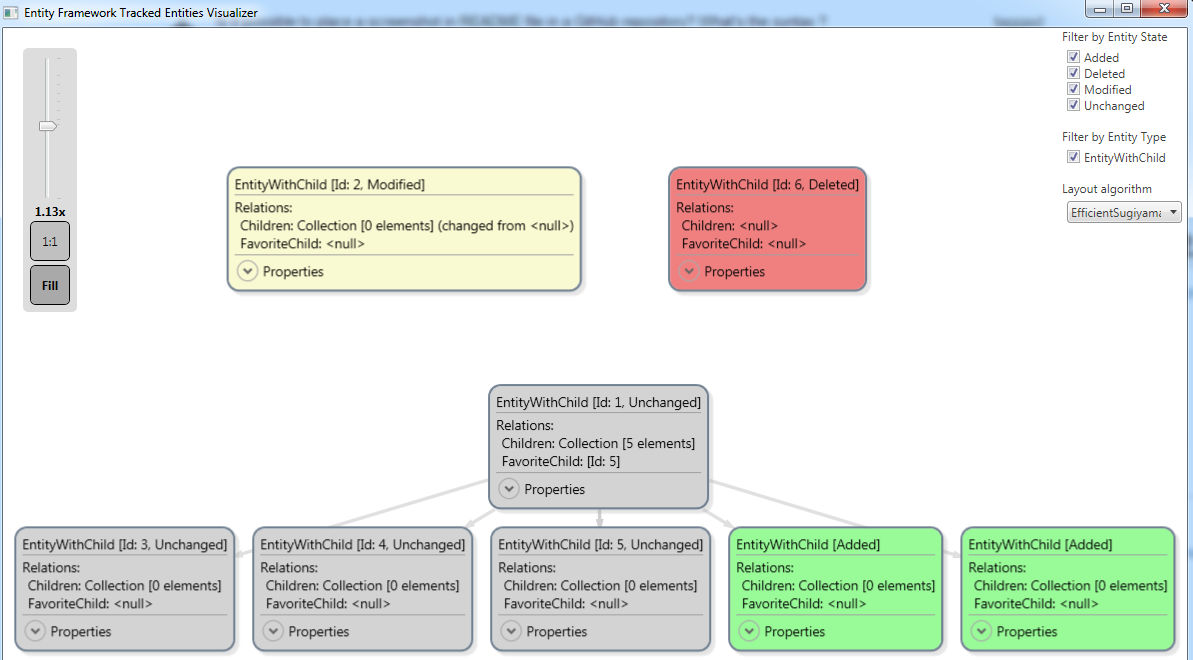 Entity Framework Tracked Entities Visualizer
Filter by Entity State
Added
Deleted
Modified
Unchanged
Filter by Entity Type
EntityWithChild
Layout algorithm
EfficientSugiyama
1.13x
1:1
Fill
EntityWithChild [Id: 2, Modified]
Relations:
Children: Collection [0 elements] (changed from <null>)
FavoriteChild: <null>
Properties
EntityWithChild [Id: 6, Deleted]
Relations:
Children: <null>
FavoriteChild: <null>
Properties
EntityWithChild [Id: 1, Unchanged]
Relations:
Children: Collection [5 elements]
FavoriteChild: [Id: 5]
Properties
EntityWithChild [Id: 3, Unchanged]
Relations:
Children: Collection [0 elements]
FavoriteChild: <null>
Properties
EntityWithChild [Id: 4, Unchanged]
Relations:
Children: Collection [0 elements]
FavoriteChild: <null>
Properties
EntityWithChild [Id: 5, Unchanged]
Relations:
Children: Collection [0 elements]
FavoriteChild: <null>
Properties
EntityWithChild [Added]
Relations:
Children: Collection [0 elements]
FavoriteChild: <null>
Properties
EntityWithChild [Added]
Relations:
Children: Collection [0 elements]
FavoriteChild: <null>
Properties